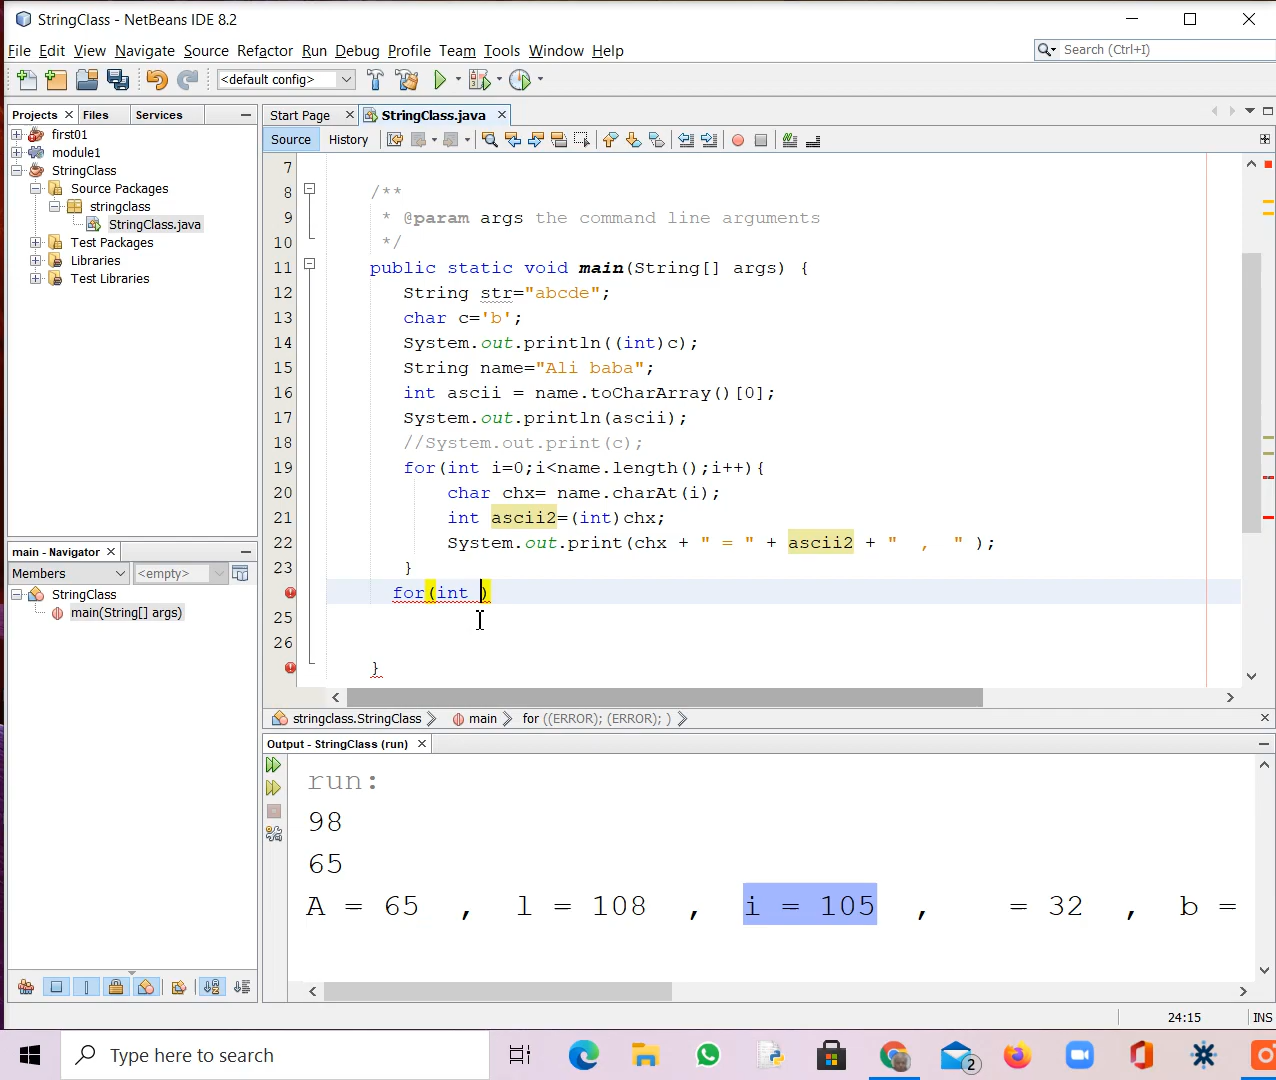 StringClass - NetBeans IDE 8.2
File Edit View Navigate Source Refactor Run Debug Profile Team Tools Window Help
Search (Ctrl+I)
<default config>
Projects Files Services
Start Page StringClass.java
Source History
first01
module1
StringClass
Source Packages
stringclass
StringClass.java
Test Packages
Libraries
Test Libraries
7
8 /**
9 * @param args the command line arguments
10 */
11 public static void main(String[] args) {
12 String str="abcde";
13 char c='b';
14 System.out.println((int)c);
15 String name="Ali baba";
16 int ascii = name.toCharArray()[0];
17 System.out.println(ascii);
18 //System.out.print(c);
19 for(int i=0;i<name.length();i++){
20 char chx= name.charAt(i);
21 int ascii2=(int)chx;
22 System.out.print(chx + " = " + ascii2 + "  ,  " );
23 }
for(int )
25
26
}
main - Navigator
Members <empty>
StringClass
main(String[] args)
stringclass.StringClass main for ((ERROR); (ERROR); )
Output - StringClass (run)
run:
98
65
A = 65  ,  l = 108  ,  i = 105  ,    = 32  ,  b =
24:15 INS
Type here to search
2